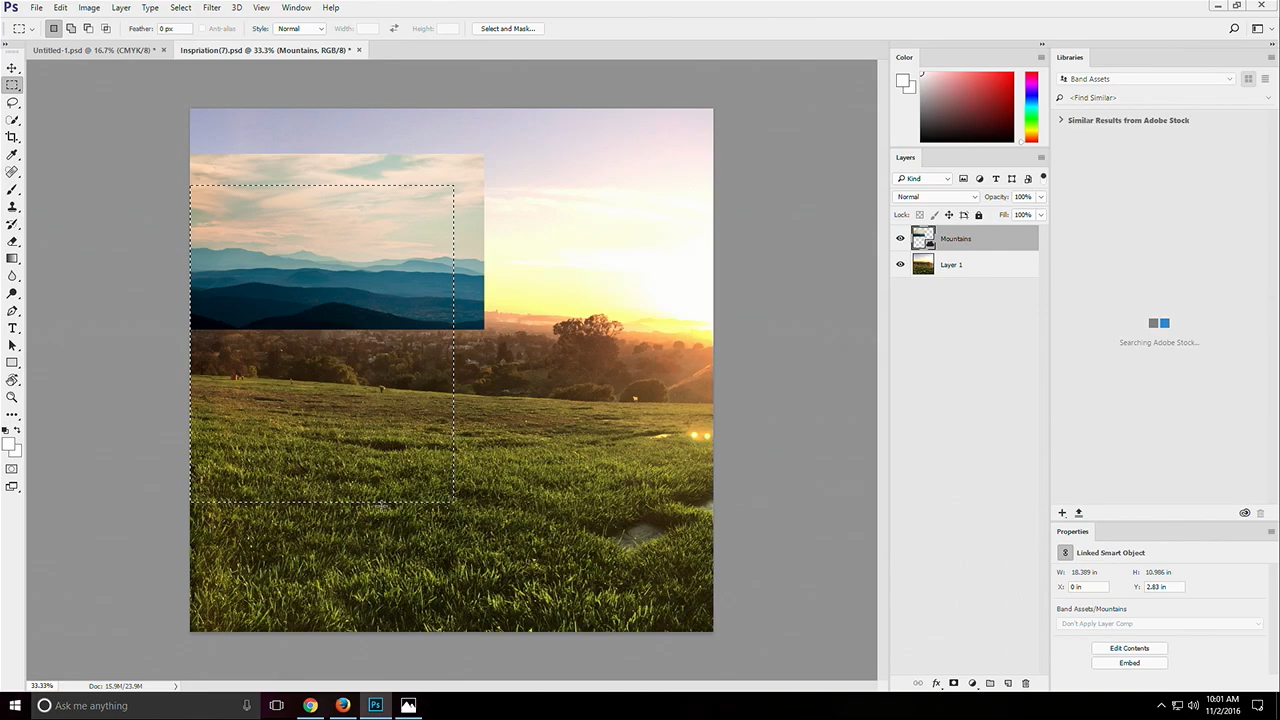 Ps File Edit Image Layer Type Select Filter 3D View Window Help
Feather: 0 px Anti-alias Style: Normal Width: Height: Select and Mask...
Untitled-1.psd @ 16.7% (CMYK/8) * × Inspriation(7).psd @ 33.3% (Mountains, RGB/8) * ×
Color
Libraries
Band Assets
<Find Similar>
Similar Results from Adobe Stock
Layers
Kind
Normal Opacity: 100%
Lock: Fill: 100%
Mountains
Layer 1
Searching Adobe Stock...
Properties
Linked Smart Object
W: 18.389 in H: 10.986 in
X: 0 in Y: 2.83 in
Band Assets/Mountains
Don't Apply Layer Comp
Edit Contents
Embed
33.33% Doc: 15.9M/23.9M
Ask me anything
Ps
10:01 AM
11/2/2016